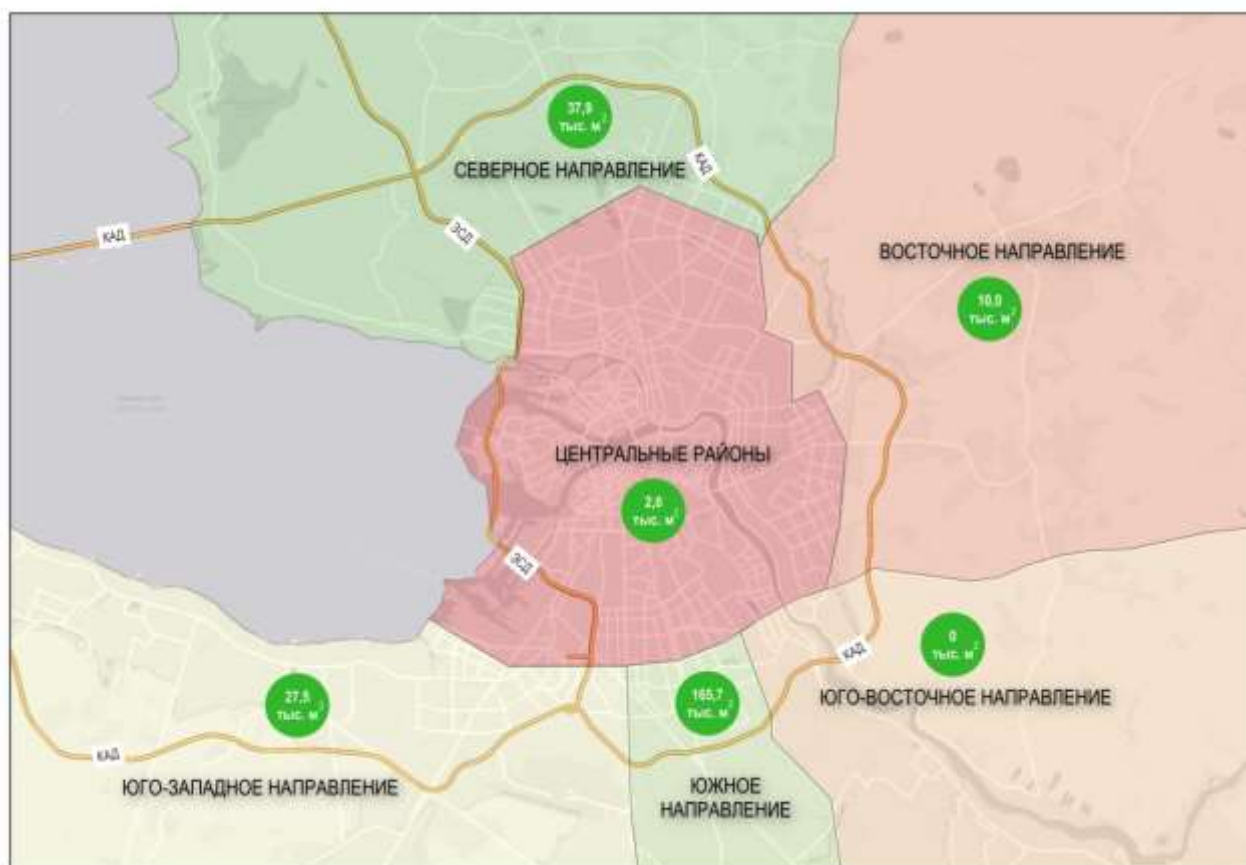 37,9
тыс. м²
СЕВЕРНОЕ НАПРАВЛЕНИЕ
КАД
КАД
ЗСД
ВОСТОЧНОЕ НАПРАВЛЕНИЕ
10,0
тыс. м²
ЦЕНТРАЛЬНЫЕ РАЙОНЫ
тыс. м²
ЗСД
0
тыс. м²
КАД
ЮГО-ВОСТОЧНОЕ НАПРАВЛЕНИЕ
27,5
тыс. м²
165,7
тыс. м²
КАД
ЮГО-ЗАПАДНОЕ НАПРАВЛЕНИЕ
ЮЖНОЕ
НАПРАВЛЕНИЕ